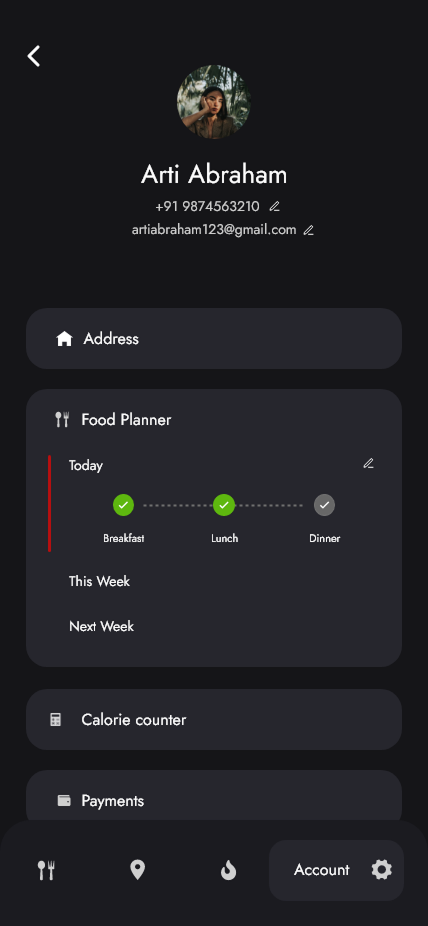 Arti Abraham
+91 9874563210
artiabraham123@gmail.com
Address
Food Planner
Today
Breakfast Lunch Dinner
This Week
Next Week
Calorie counter
Payments
Account